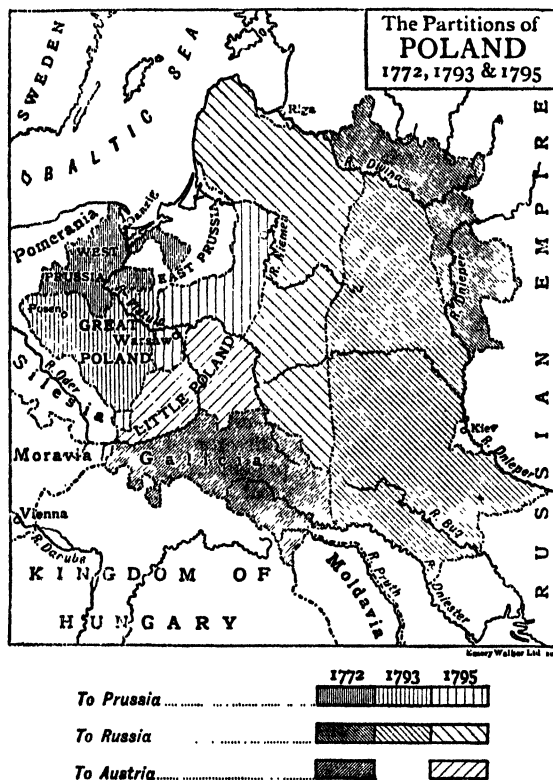 The Partitions of
POLAND
1772, 1793 & 1795
SWEDEN
BALTIC SEA
Riga
R. Dwina
RUSSIAN EMPIRE
Pomerania
Danzig
WEST
PRUSSIA
EAST PRUSSIA
R. Niemen
R. Dnieper
Posen
GREAT
POLAND
R. Vistula
Warsaw
LITTLE POLAND
R. Oder
Silesia
Kiev
R. Dnieper
Moravia
Galicia
Vienna
R. Danube
R. Bug
R. Pruth
R. Dniester
Moldavia
KINGDOM OF
HUNGARY
Emery Walker Ltd. sc.
1772 1793 1795
To Prussia
To Russia
To Austria